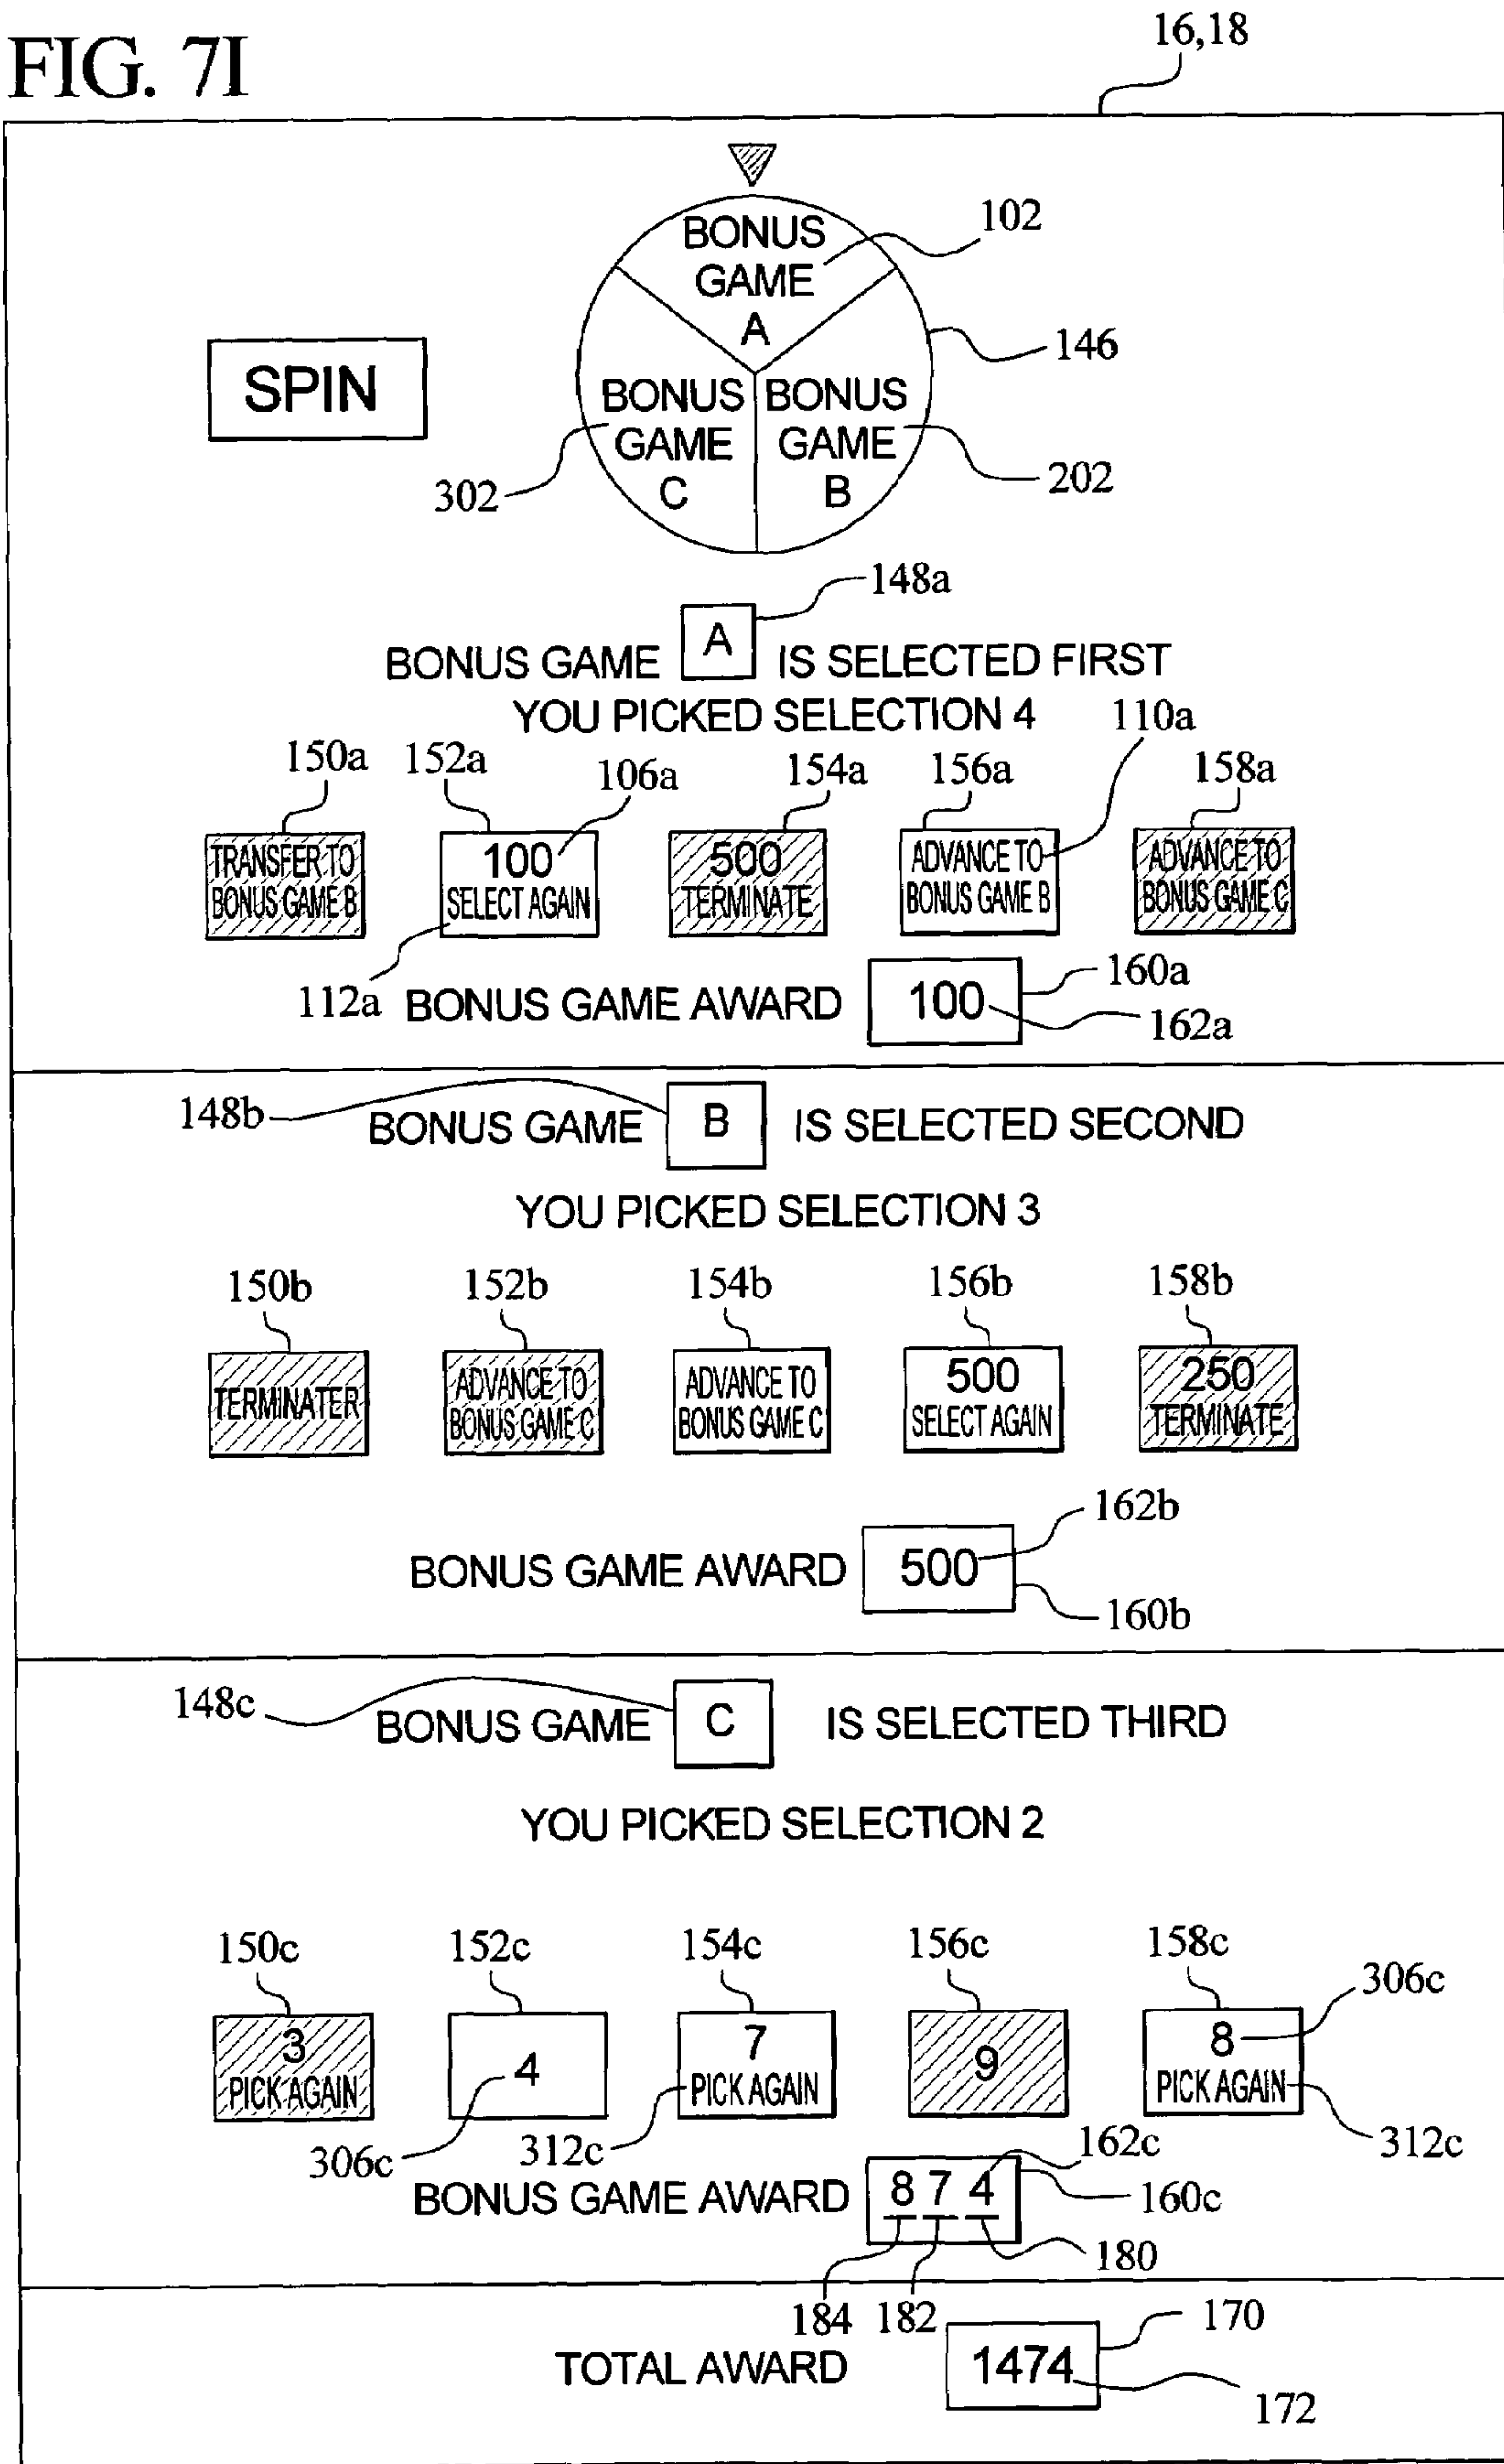 FIG. 7I
16,18
BONUS GAME A
102
146
SPIN
BONUS GAME C
BONUS GAME B
302
202
148a
BONUS GAME A IS SELECTED FIRST
YOU PICKED SELECTION 4
110a
150a 152a 106a 154a 156a 158a
TRANSFER TO BONUS GAME B
100 SELECT AGAIN
500 TERMINATE
ADVANCE TO BONUS GAME B
ADVANCE TO BONUS GAME C
112a
BONUS GAME AWARD 100
160a
162a
148b
BONUS GAME B IS SELECTED SECOND
YOU PICKED SELECTION 3
150b 152b 154b 156b 158b
TERMINATER
ADVANCE TO BONUS GAME C
ADVANCE TO BONUS GAME C
500 SELECT AGAIN
250 TERMINATE
162b
BONUS GAME AWARD 500
160b
148c
BONUS GAME C IS SELECTED THIRD
YOU PICKED SELECTION 2
150c 152c 154c 156c 158c
306c
3 PICK AGAIN
4
7 PICK AGAIN
9
8 PICK AGAIN
306c 312c 162c 312c
BONUS GAME AWARD 8 7 4
160c
180
184 182
170
TOTAL AWARD 1474
172